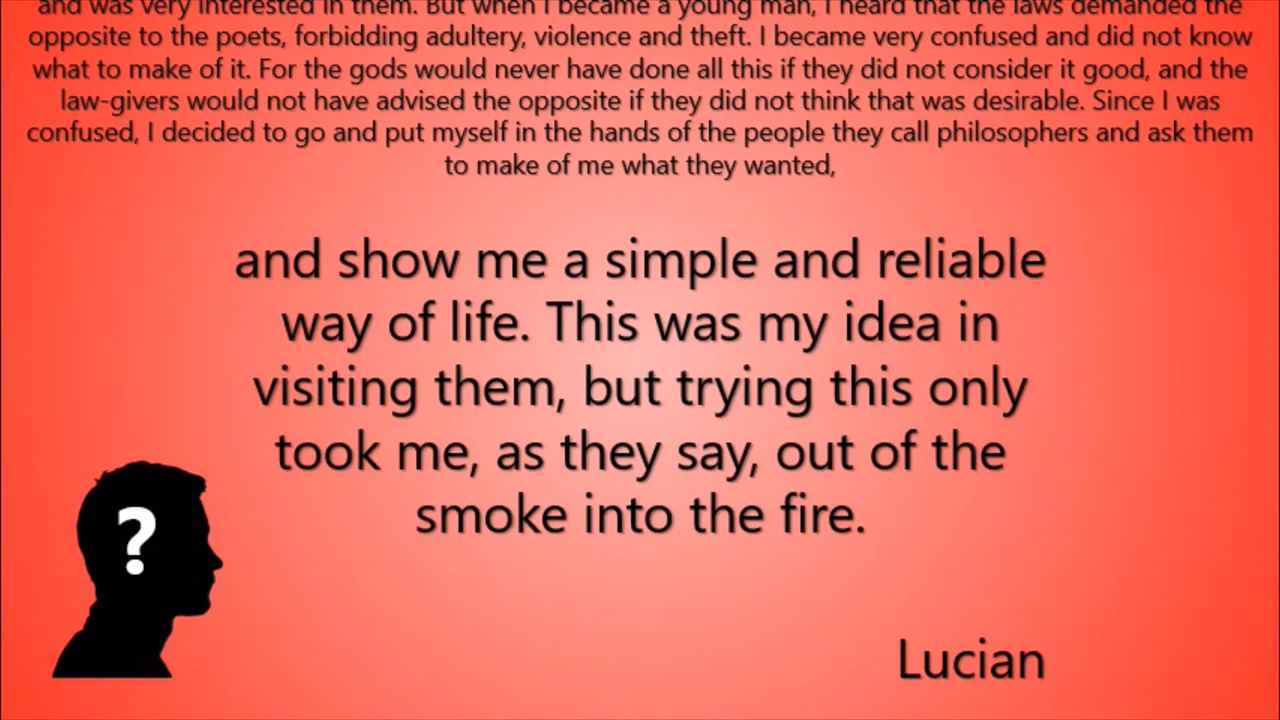 and was very interested in them. But when I became a young man, I heard that the laws demanded the
opposite to the poets, forbidding adultery, violence and theft. I became very confused and did not know
what to make of it. For the gods would never have done all this if they did not consider it good, and the
law-givers would not have advised the opposite if they did not think that was desirable. Since I was
confused, I decided to go and put myself in the hands of the people they call philosophers and ask them
to make of me what they wanted,
and show me a simple and reliable
way of life. This was my idea in
visiting them, but trying this only
took me, as they say, out of the
smoke into the fire.
?
Lucian